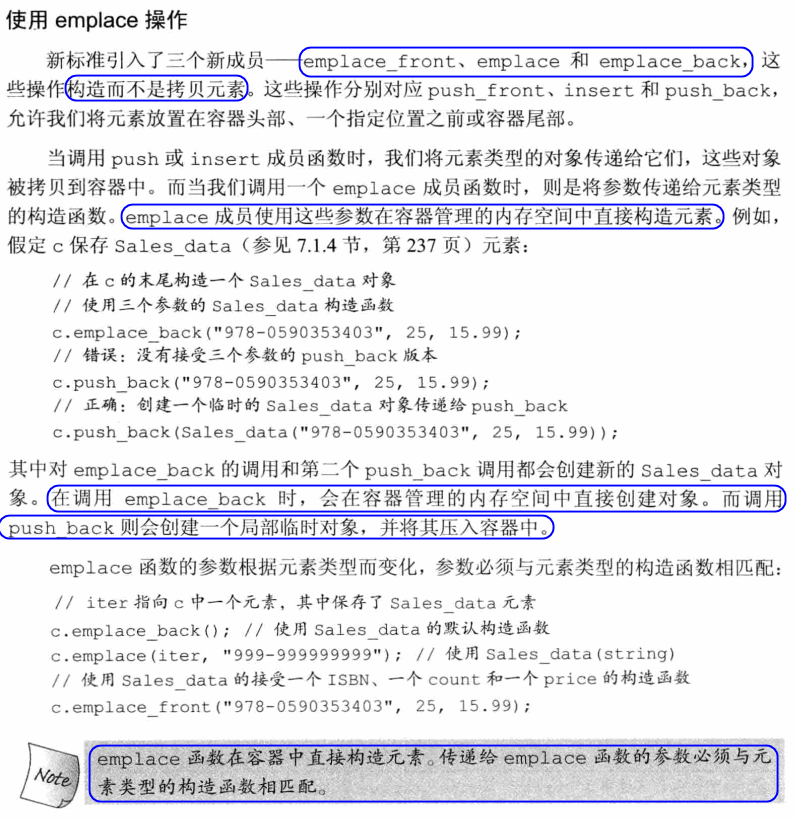 使用 emplace 操作
新标准引入了三个新成员——emplace_front、emplace 和 emplace_back，这
些操作构造而不是拷贝元素。这些操作分别对应 push_front、insert 和 push_back，
允许我们将元素放置在容器头部、一个指定位置之前或容器尾部。
当调用 push 或 insert 成员函数时，我们将元素类型的对象传递给它们，这些对象
被拷贝到容器中。而当我们调用一个 emplace 成员函数时，则是将参数传递给元素类型
的构造函数。emplace 成员使用这些参数在容器管理的内存空间中直接构造元素。例如，
假定 c 保存 Sales_data（参见 7.1.4 节，第 237 页）元素：
// 在 c 的末尾构造一个 Sales_data 对象
// 使用三个参数的 Sales_data 构造函数
c.emplace_back("978-0590353403", 25, 15.99);
// 错误：没有接受三个参数的 push_back 版本
c.push_back("978-0590353403", 25, 15.99);
// 正确：创建一个临时的 Sales_data 对象传递给 push_back
c.push_back(Sales_data("978-0590353403", 25, 15.99));
其中对 emplace_back 的调用和第二个 push_back 调用都会创建新的 Sales_data 对
象。在调用 emplace_back 时，会在容器管理的内存空间中直接创建对象。而调用
push_back 则会创建一个局部临时对象，并将其压入容器中。
emplace 函数的参数根据元素类型而变化，参数必须与元素类型的构造函数相匹配：
// iter 指向 c 中一个元素，其中保存了 Sales_data 元素
c.emplace_back(); // 使用 Sales_data 的默认构造函数
c.emplace(iter, "999-999999999"); // 使用 Sales_data(string)
// 使用 Sales_data 的接受一个 ISBN、一个 count 和一个 price 的构造函数
c.emplace_front("978-0590353403", 25, 15.99);
Note
emplace 函数在容器中直接构造元素。传递给 emplace 函数的参数必须与元
素类型的构造函数相匹配。